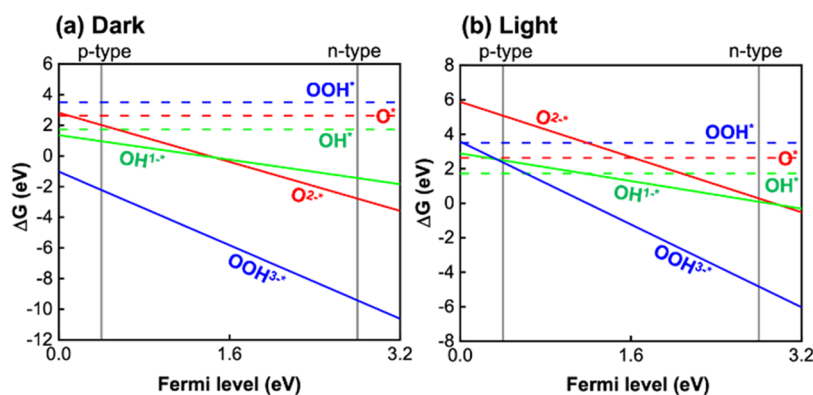 (a) Dark
p-type
n-type
6
4
2
0
-2
-4
-6
-8
-10
-12
ΔG (eV)
OOH*
O*
OH*
OH1-*
O2-*
OOH3-*
0.0
1.6
3.2
Fermi level (eV)
(b) Light
p-type
n-type
8
6
4
2
0
-2
-4
-6
-8
ΔG (eV)
O2-*
OOH*
O*
OH*
OH1-*
OOH3-*
0.0
1.6
3.2
Fermi level (eV)